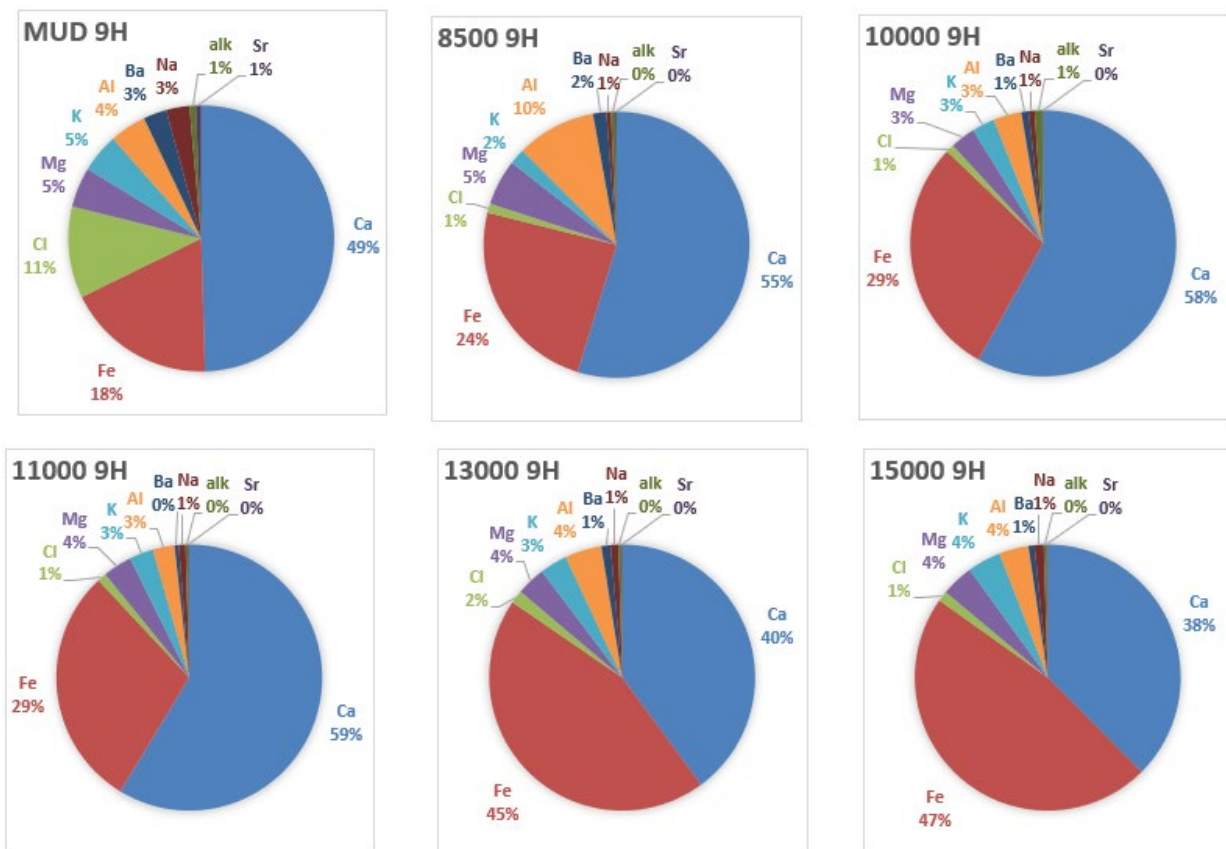 MUD 9H
alk
1%
Sr
1%
Na
3%
Ba
3%
Al
4%
K
5%
Mg
5%
Cl
11%
Fe
18%
Ca
49%
8500 9H
Ba
2%
Na
1%
alk
0%
Sr
0%
Al
10%
K
2%
Mg
5%
Cl
1%
Fe
24%
Ca
55%
10000 9H
Ba
1%
Na
1%
alk
1%
Sr
0%
Al
3%
K
3%
Mg
3%
Cl
1%
Fe
29%
Ca
58%
11000 9H
Ba
0%
Na
1%
alk
0%
Sr
0%
Al
3%
K
3%
Mg
4%
Cl
1%
Fe
29%
Ca
59%
13000 9H
Na
1%
alk
0%
Sr
0%
Ba
1%
Al
4%
K
3%
Mg
4%
Cl
2%
Fe
45%
Ca
40%
15000 9H
Na
1%
alk
0%
Sr
0%
Ba
1%
Al
4%
K
4%
Mg
4%
Cl
1%
Fe
47%
Ca
38%